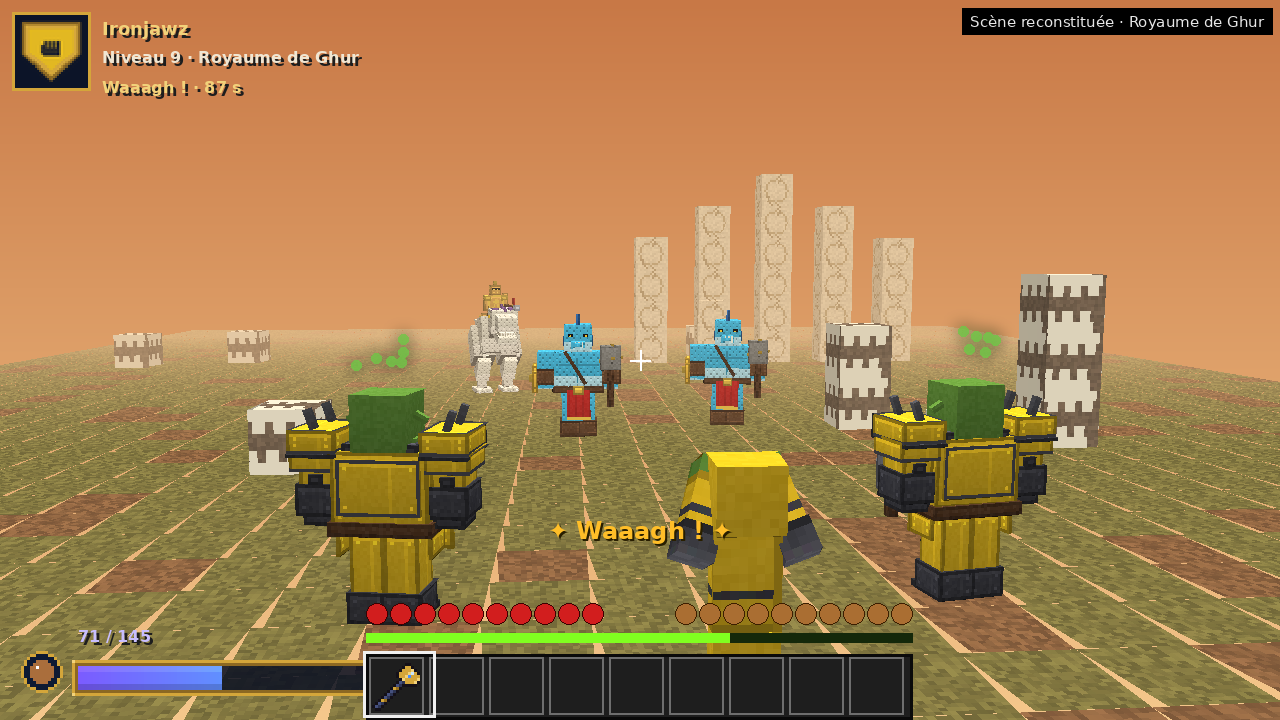 Ironjawz
Niveau 9 · Royaume de Ghur
Waaagh ! · 87 s
Scène reconstituée · Royaume de Ghur
✦ Waaagh ! ✦
71 / 145